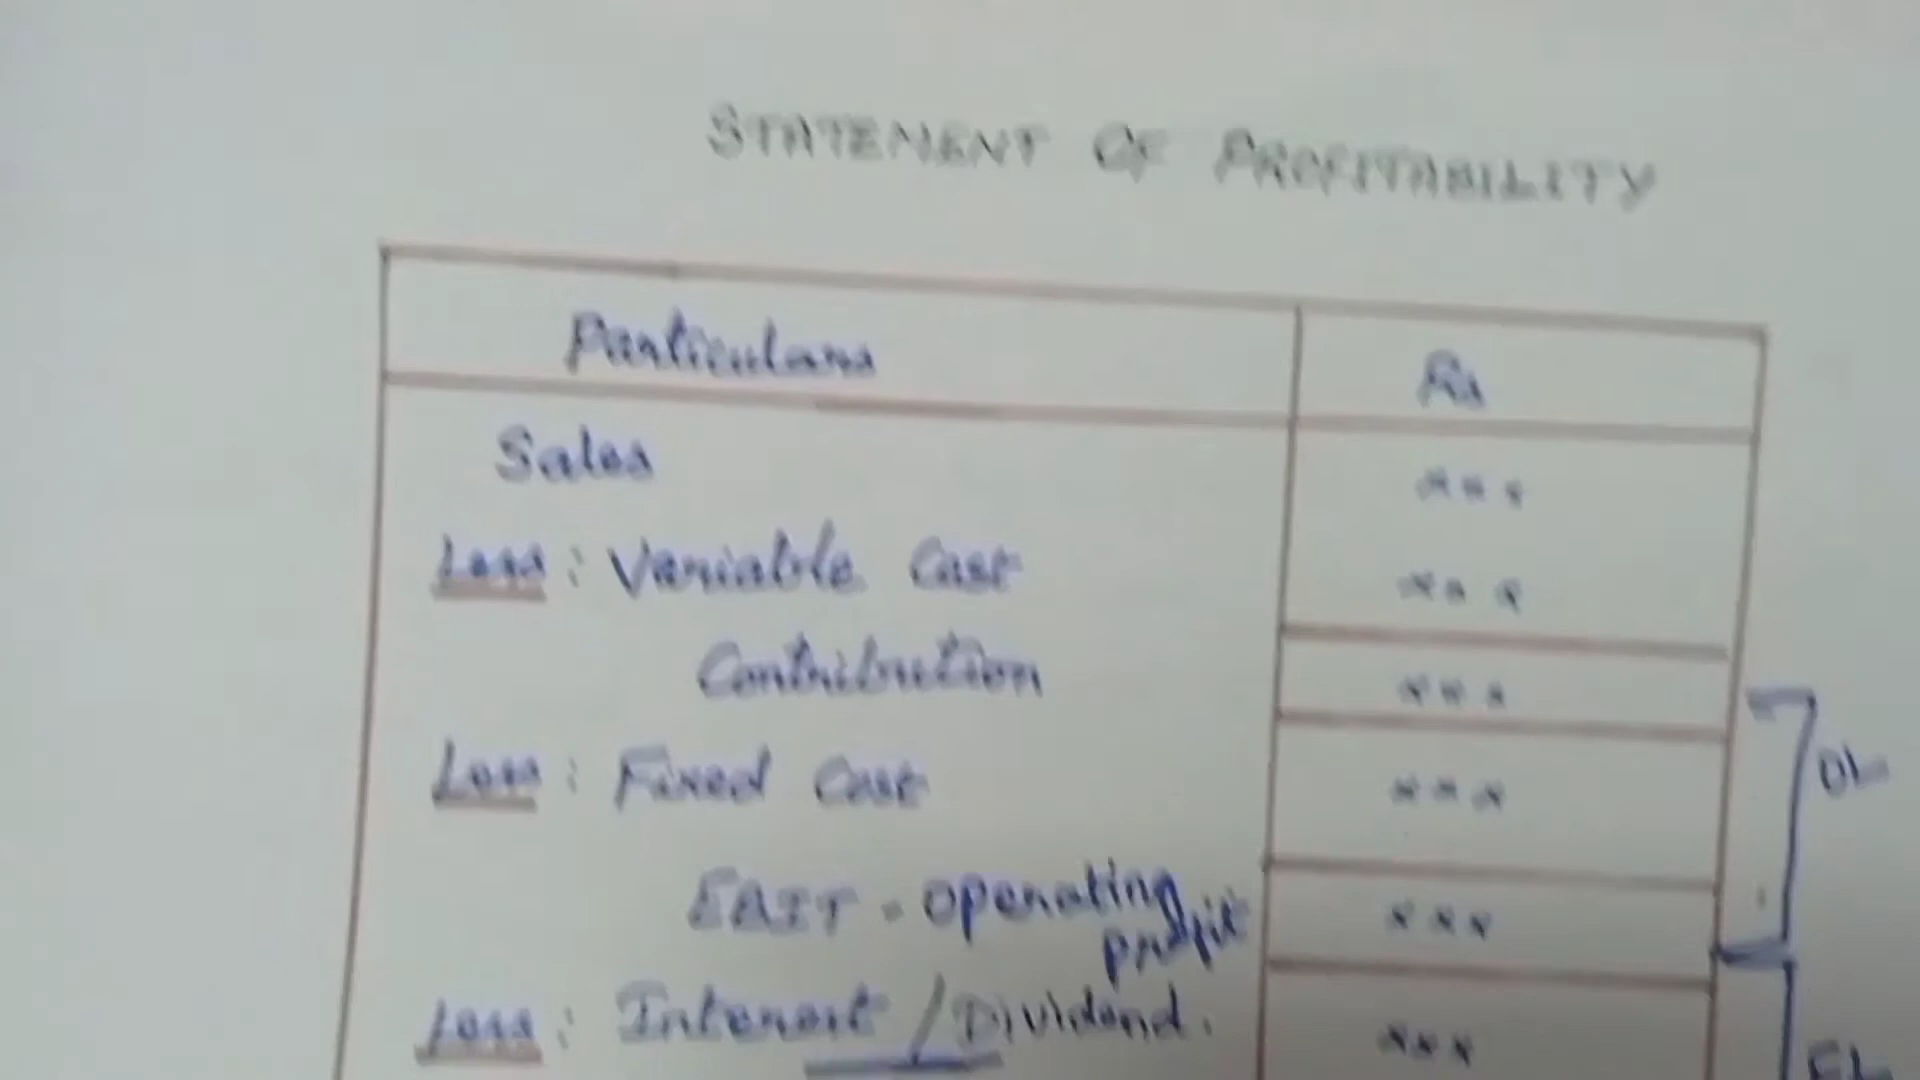 STATEMENT OF PROFITABILITY
Particulars Rs
Sales xxx
Less: Variable Cost xxx
Contribution xxx
Less: Fixed Cost xxx
OL
EBIT - operating profit xxx
Less: Interest / Dividend. xxx
FL